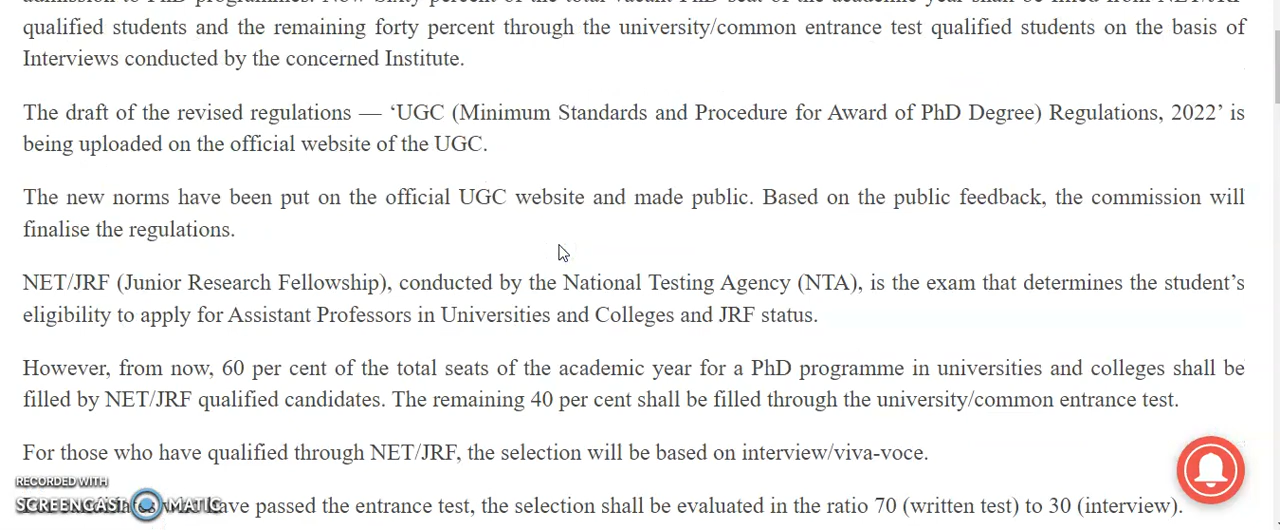 qualified students and the remaining forty percent through the university/common entrance test qualified students on the basis of
Interviews conducted by the concerned Institute.
The draft of the revised regulations — ‘UGC (Minimum Standards and Procedure for Award of PhD Degree) Regulations, 2022’ is
being uploaded on the official website of the UGC.
The new norms have been put on the official UGC website and made public. Based on the public feedback, the commission will
finalise the regulations.
NET/JRF (Junior Research Fellowship), conducted by the National Testing Agency (NTA), is the exam that determines the student’s
eligibility to apply for Assistant Professors in Universities and Colleges and JRF status.
However, from now, 60 per cent of the total seats of the academic year for a PhD programme in universities and colleges shall be
filled by NET/JRF qualified candidates. The remaining 40 per cent shall be filled through the university/common entrance test.
For those who have qualified through NET/JRF, the selection will be based on interview/viva-voce.
RECORDED WITH
SCREENCAST MATIC
have passed the entrance test, the selection shall be evaluated in the ratio 70 (written test) to 30 (interview).